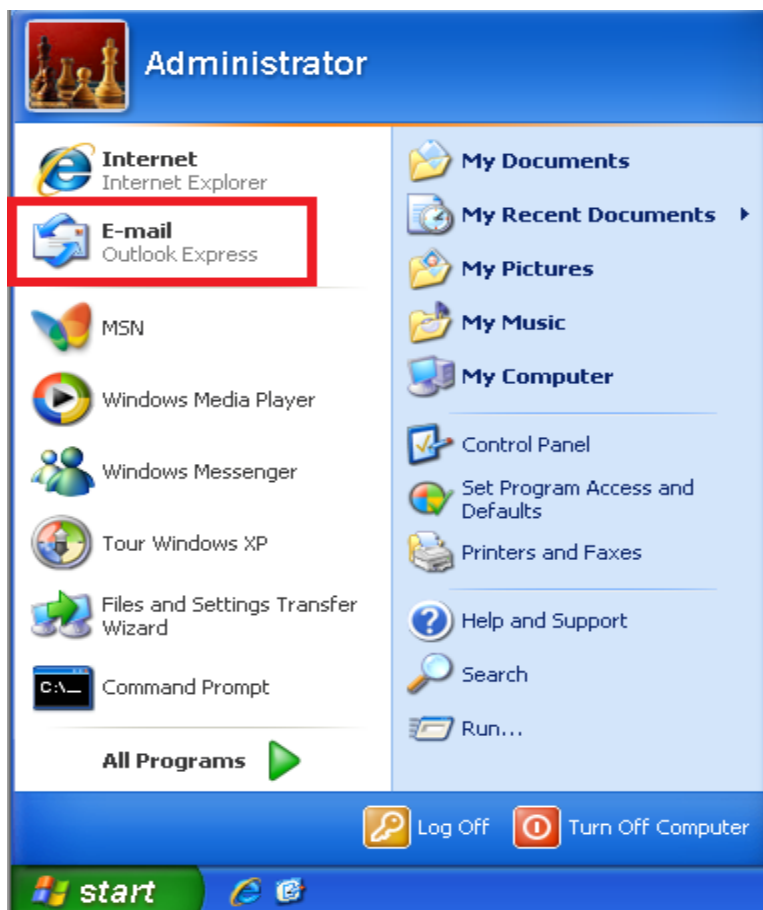 Administrator
Internet
Internet Explorer
E-mail
Outlook Express
MSN
Windows Media Player
Windows Messenger
Tour Windows XP
Files and Settings Transfer
Wizard
C:\_
Command Prompt
All Programs
My Documents
My Recent Documents
My Pictures
My Music
My Computer
Control Panel
Set Program Access and
Defaults
Printers and Faxes
Help and Support
Search
Run...
Log Off
Turn Off Computer
start